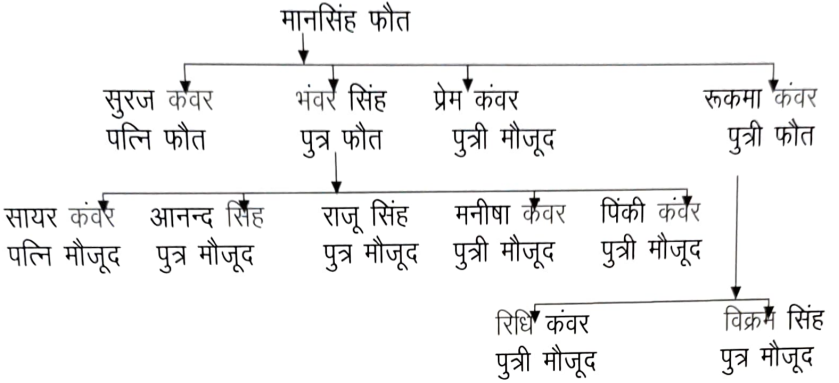 मानसिंह फौत
सुरज कंवर भंवर सिंह प्रेम कंवर रूकमा कंवर
पत्नि फौत पुत्र फौत पुत्री मौजूद पुत्री फौत
सायर कंवर आनन्द सिंह राजू सिंह मनीषा कंवर पिंकी कंवर
पत्नि मौजूद पुत्र मौजूद पुत्र मौजूद पुत्री मौजूद पुत्री मौजूद
रिधि कंवर विक्रम सिंह
पुत्री मौजूद पुत्र मौजूद